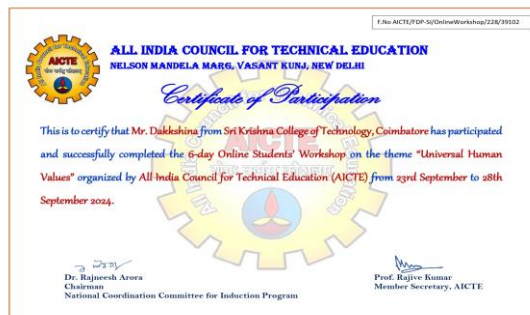 F.No AICTE/FDP-SI/OnlineWorkshop/228/39102
AICTE
ALL INDIA COUNCIL FOR TECHNICAL EDUCATION
NELSON MANDELA MARG, VASANT KUNJ, NEW DELHI
Certificate of Participation
This is to certify that Mr. Dakkshina from Sri Krishna College of Technology, Coimbatore has participated
and successfully completed the 6-day Online Students' Workshop on the theme "Universal Human
Values" organized by All India Council for Technical Education (AICTE) from 23rd September to 28th
September 2024.
Dr. Rajneesh Arora
Chairman
National Coordination Committee for Induction Program
Prof. Rajive Kumar
Member Secretary, AICTE